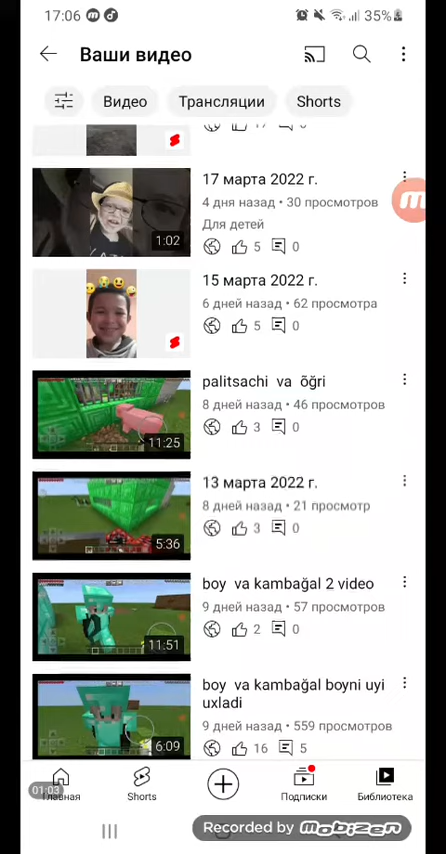 17:06
35%
Ваши видео
Видео
Трансляции
Shorts
17 марта 2022 г.
4 дня назад • 30 просмотров
Для детей
5
0
1:02
15 марта 2022 г.
6 дней назад • 62 просмотра
5
0
palitsachi va õğri
8 дней назад • 46 просмотров
3
0
11:25
13 марта 2022 г.
8 дней назад • 21 просмотр
3
0
5:36
boy va kambağal 2 video
9 дней назад • 57 просмотров
2
0
11:51
boy va kambağal boyni uyi
uxladi
9 дней назад • 559 просмотров
16
5
6:09
01:03
Главная
Shorts
Подписки
Библиотека
Recorded by mobizen